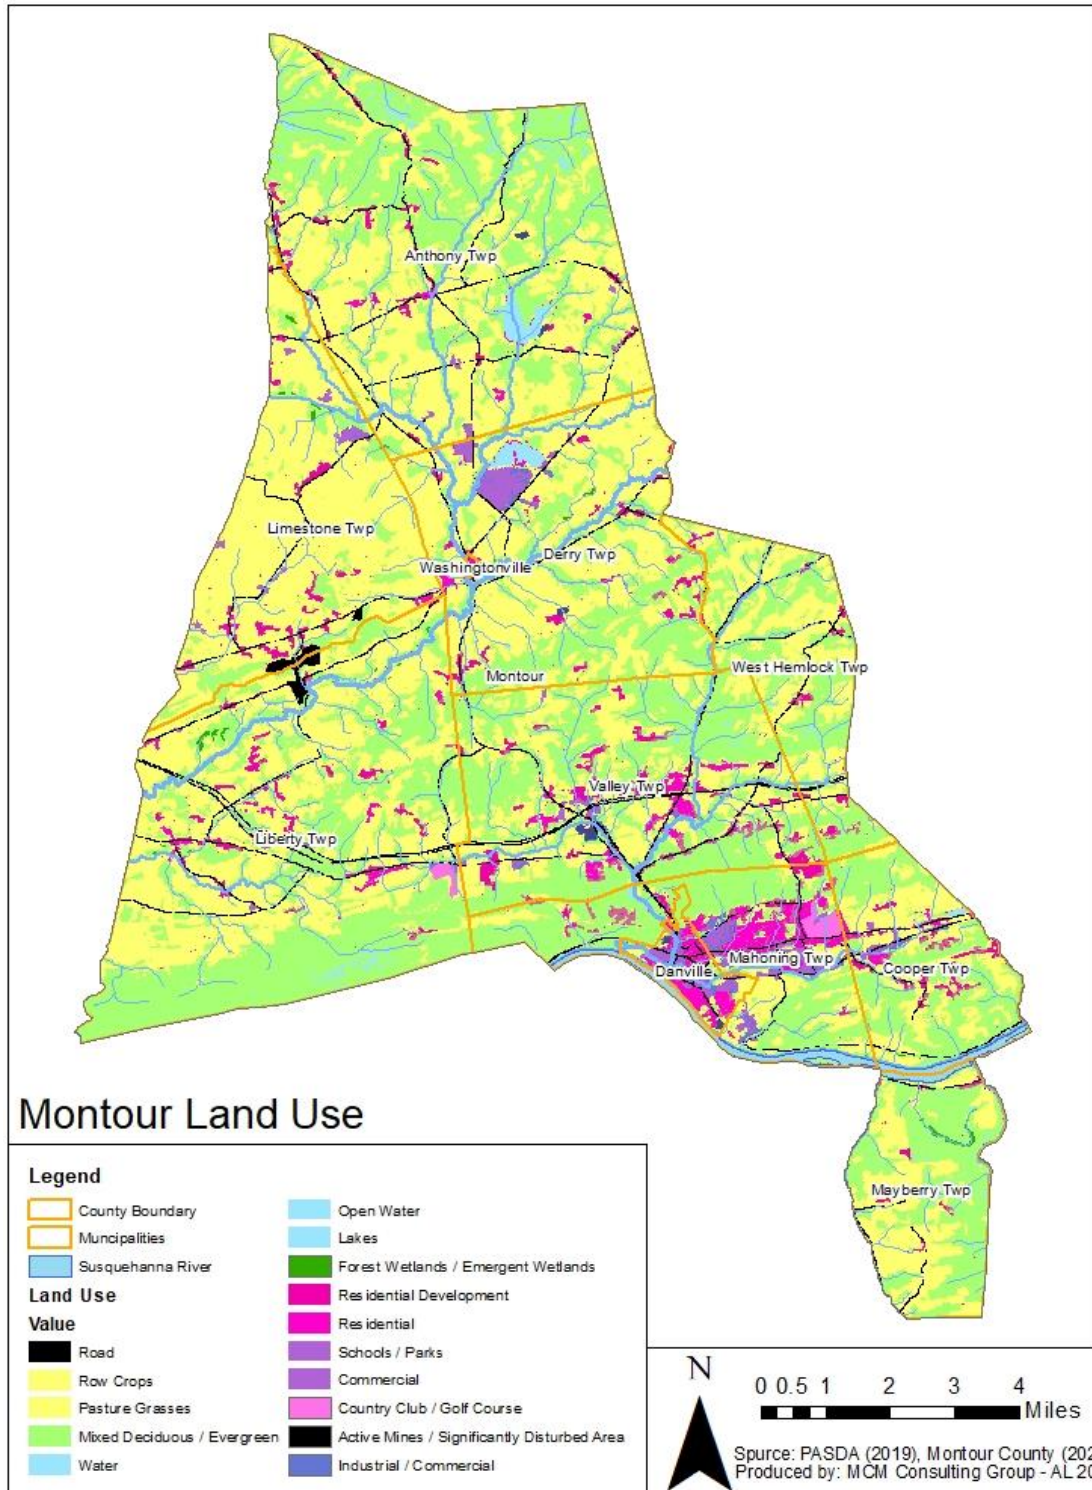 Anthony Twp
Limestone Twp
Derry Twp
Washingtonville
West Hemlock Twp
Montour
Valley Twp
Liberty Twp
Mahoning Twp
Danville
Cooper Twp
Mayberry Twp
Montour Land Use
Legend
County Boundary
Muncipalities
Susquehanna River
Land Use
Value
Road
Row Crops
Pasture Grasses
Mixed Deciduous / Evergreen
Water
Open Water
Lakes
Forest Wetlands / Emergent Wetlands
Residential Development
Residential
Schools / Parks
Commercial
Country Club / Golf Course
Active Mines / Significantly Disturbed Area
Industrial / Commercial
N
0 0.5 1 2 3 4
Miles
Spurce: PASDA (2019), Montour County (202
Produced by: MCM Consulting Group - AL 20